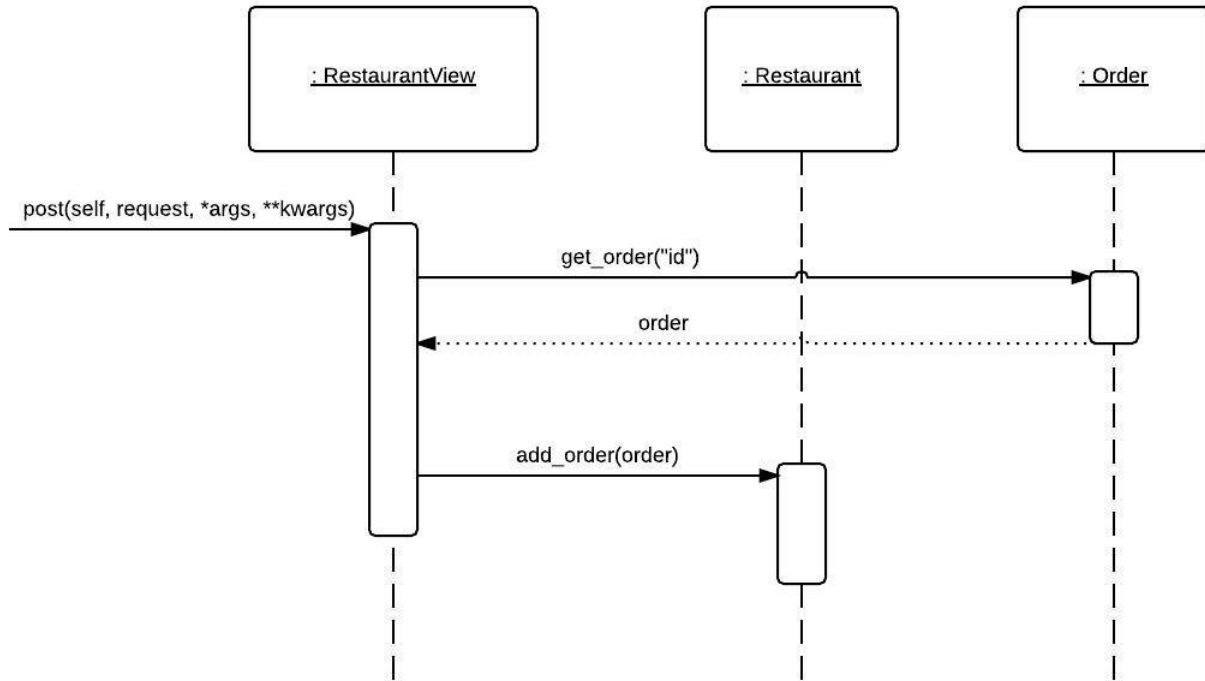 : RestaurantView
: Restaurant
: Order
post(self, request, *args, **kwargs)
get_order("id")
order
add_order(order)